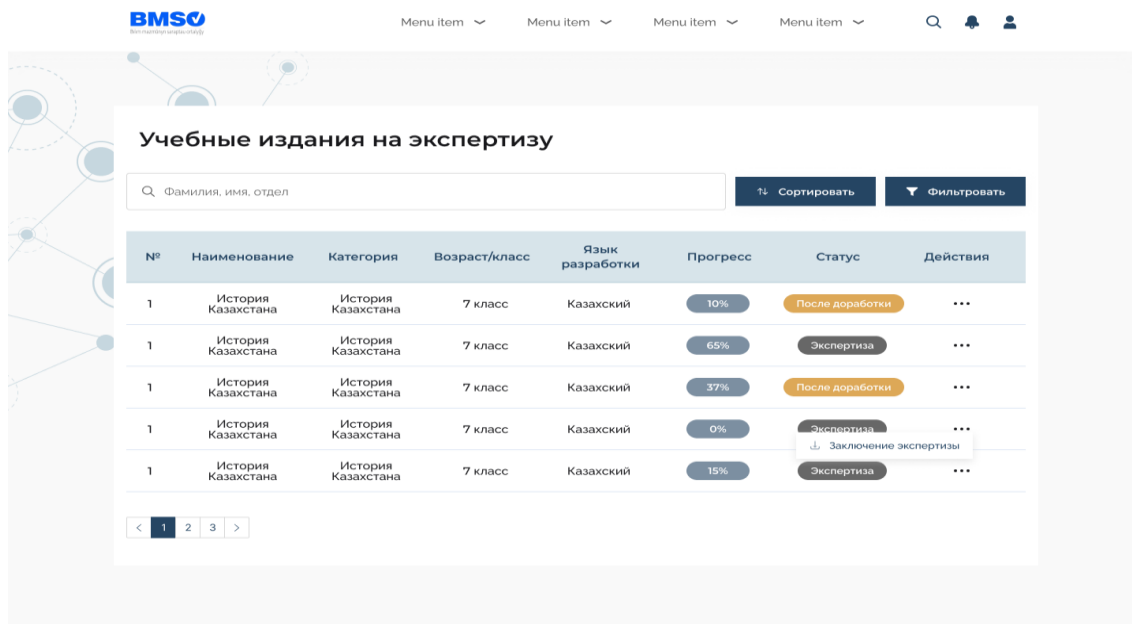 BMSO
Bilim mazmunyn saraptau ortalyǵy
Menu item
Menu item
Menu item
Menu item
Учебные издания на экспертизу
Фамилия, имя, отдел
Сортировать
Фильтровать
№ Наименование Категория Возраст/класс Язык разработки Прогресс Статус Действия
1 История Казахстана История Казахстана 7 класс Казахский 10% После доработки ...
1 История Казахстана История Казахстана 7 класс Казахский 65% Экспертиза ...
1 История Казахстана История Казахстана 7 класс Казахский 37% После доработки ...
1 История Казахстана История Казахстана 7 класс Казахский 0% Экспертиза ...
Заключение экспертизы
1 История Казахстана История Казахстана 7 класс Казахский 15% Экспертиза ...
< 1 2 3 >